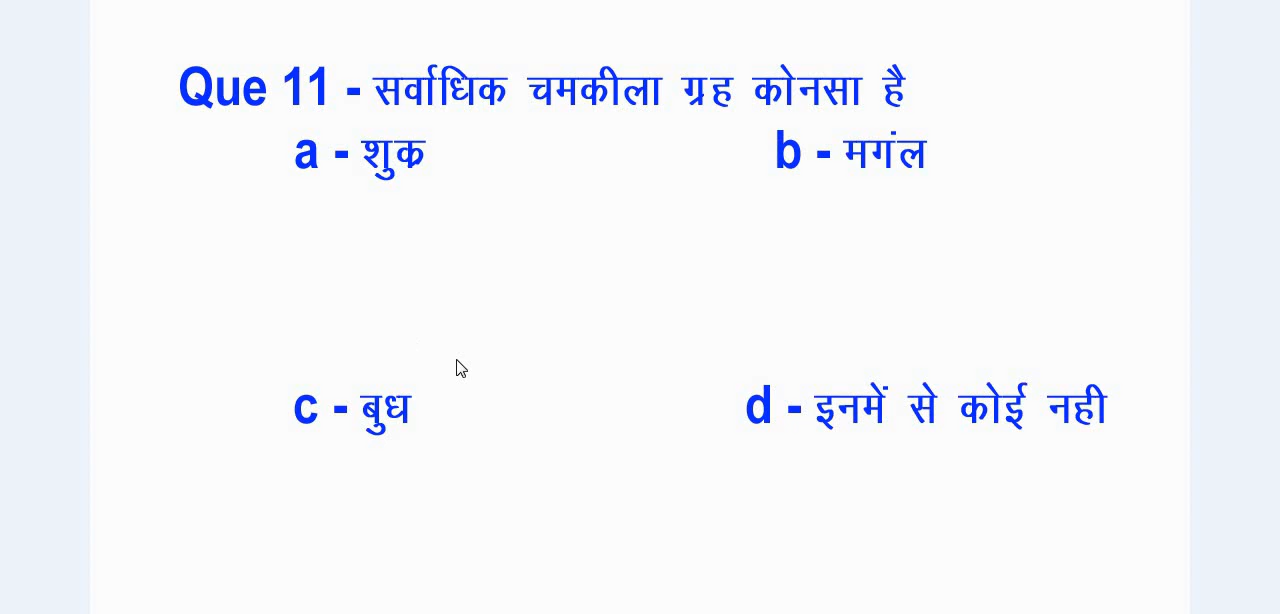 Que 11 - सर्वाधिक चमकीला ग्रह कोनसा है
a - शुक्र b - मगंल
c - बुध d - इनमें से कोई नही